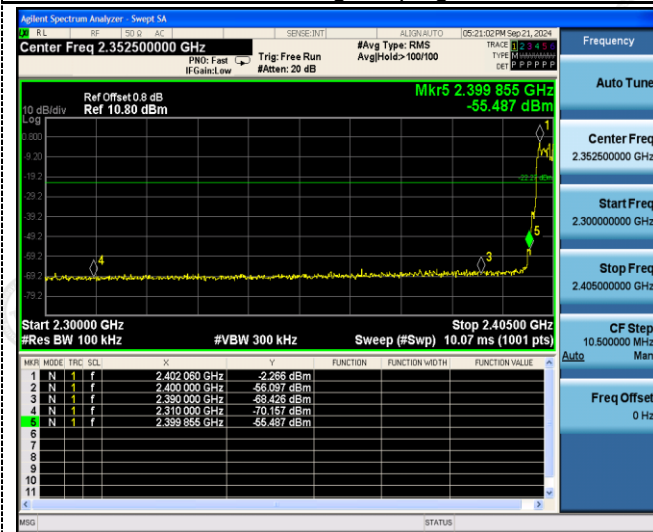 Agilent Spectrum Analyzer - Swept SA
RL RF 50 Ω AC SENSE:INT ALIGNAUTO 05:21:02 PM Sep 21, 2024
Center Freq 2.352500000 GHz
PNO: Fast
IFGain:Low
Trig: Free Run
#Atten: 20 dB
#Avg Type: RMS
Avg|Hold:>100/100
TRACE 1 2 3 4 5 6
TYPE M
DET P P P P P P
Ref Offset 0.8 dB
Ref 10.80 dBm
10 dB/div
Log
Mkr5 2.399 855 GHz
-55.487 dBm
0.800
-9.20
-19.2
-29.2
-39.2
-49.2
-59.2
-69.2
-79.2
1
5
3
4
Start 2.30000 GHz
Stop 2.40500 GHz
#Res BW 100 kHz
#VBW 300 kHz
Sweep (#Swp) 10.07 ms (1001 pts)
MKR MODE TRC SCL X Y FUNCTION FUNCTION WIDTH FUNCTION VALUE
1 N 1 f 2.402 060 GHz -2.266 dBm
2 N 1 f 2.400 000 GHz -56.097 dBm
3 N 1 f 2.390 000 GHz -68.426 dBm
4 N 1 f 2.310 000 GHz -70.157 dBm
5 N 1 f 2.399 855 GHz -55.487 dBm
6
7
8
9
10
11
MSG STATUS
Frequency
Auto Tune
Center Freq
2.352500000 GHz
Start Freq
2.300000000 GHz
Stop Freq
2.405000000 GHz
CF Step
10.500000 MHz
Auto Man
Freq Offset
0 Hz